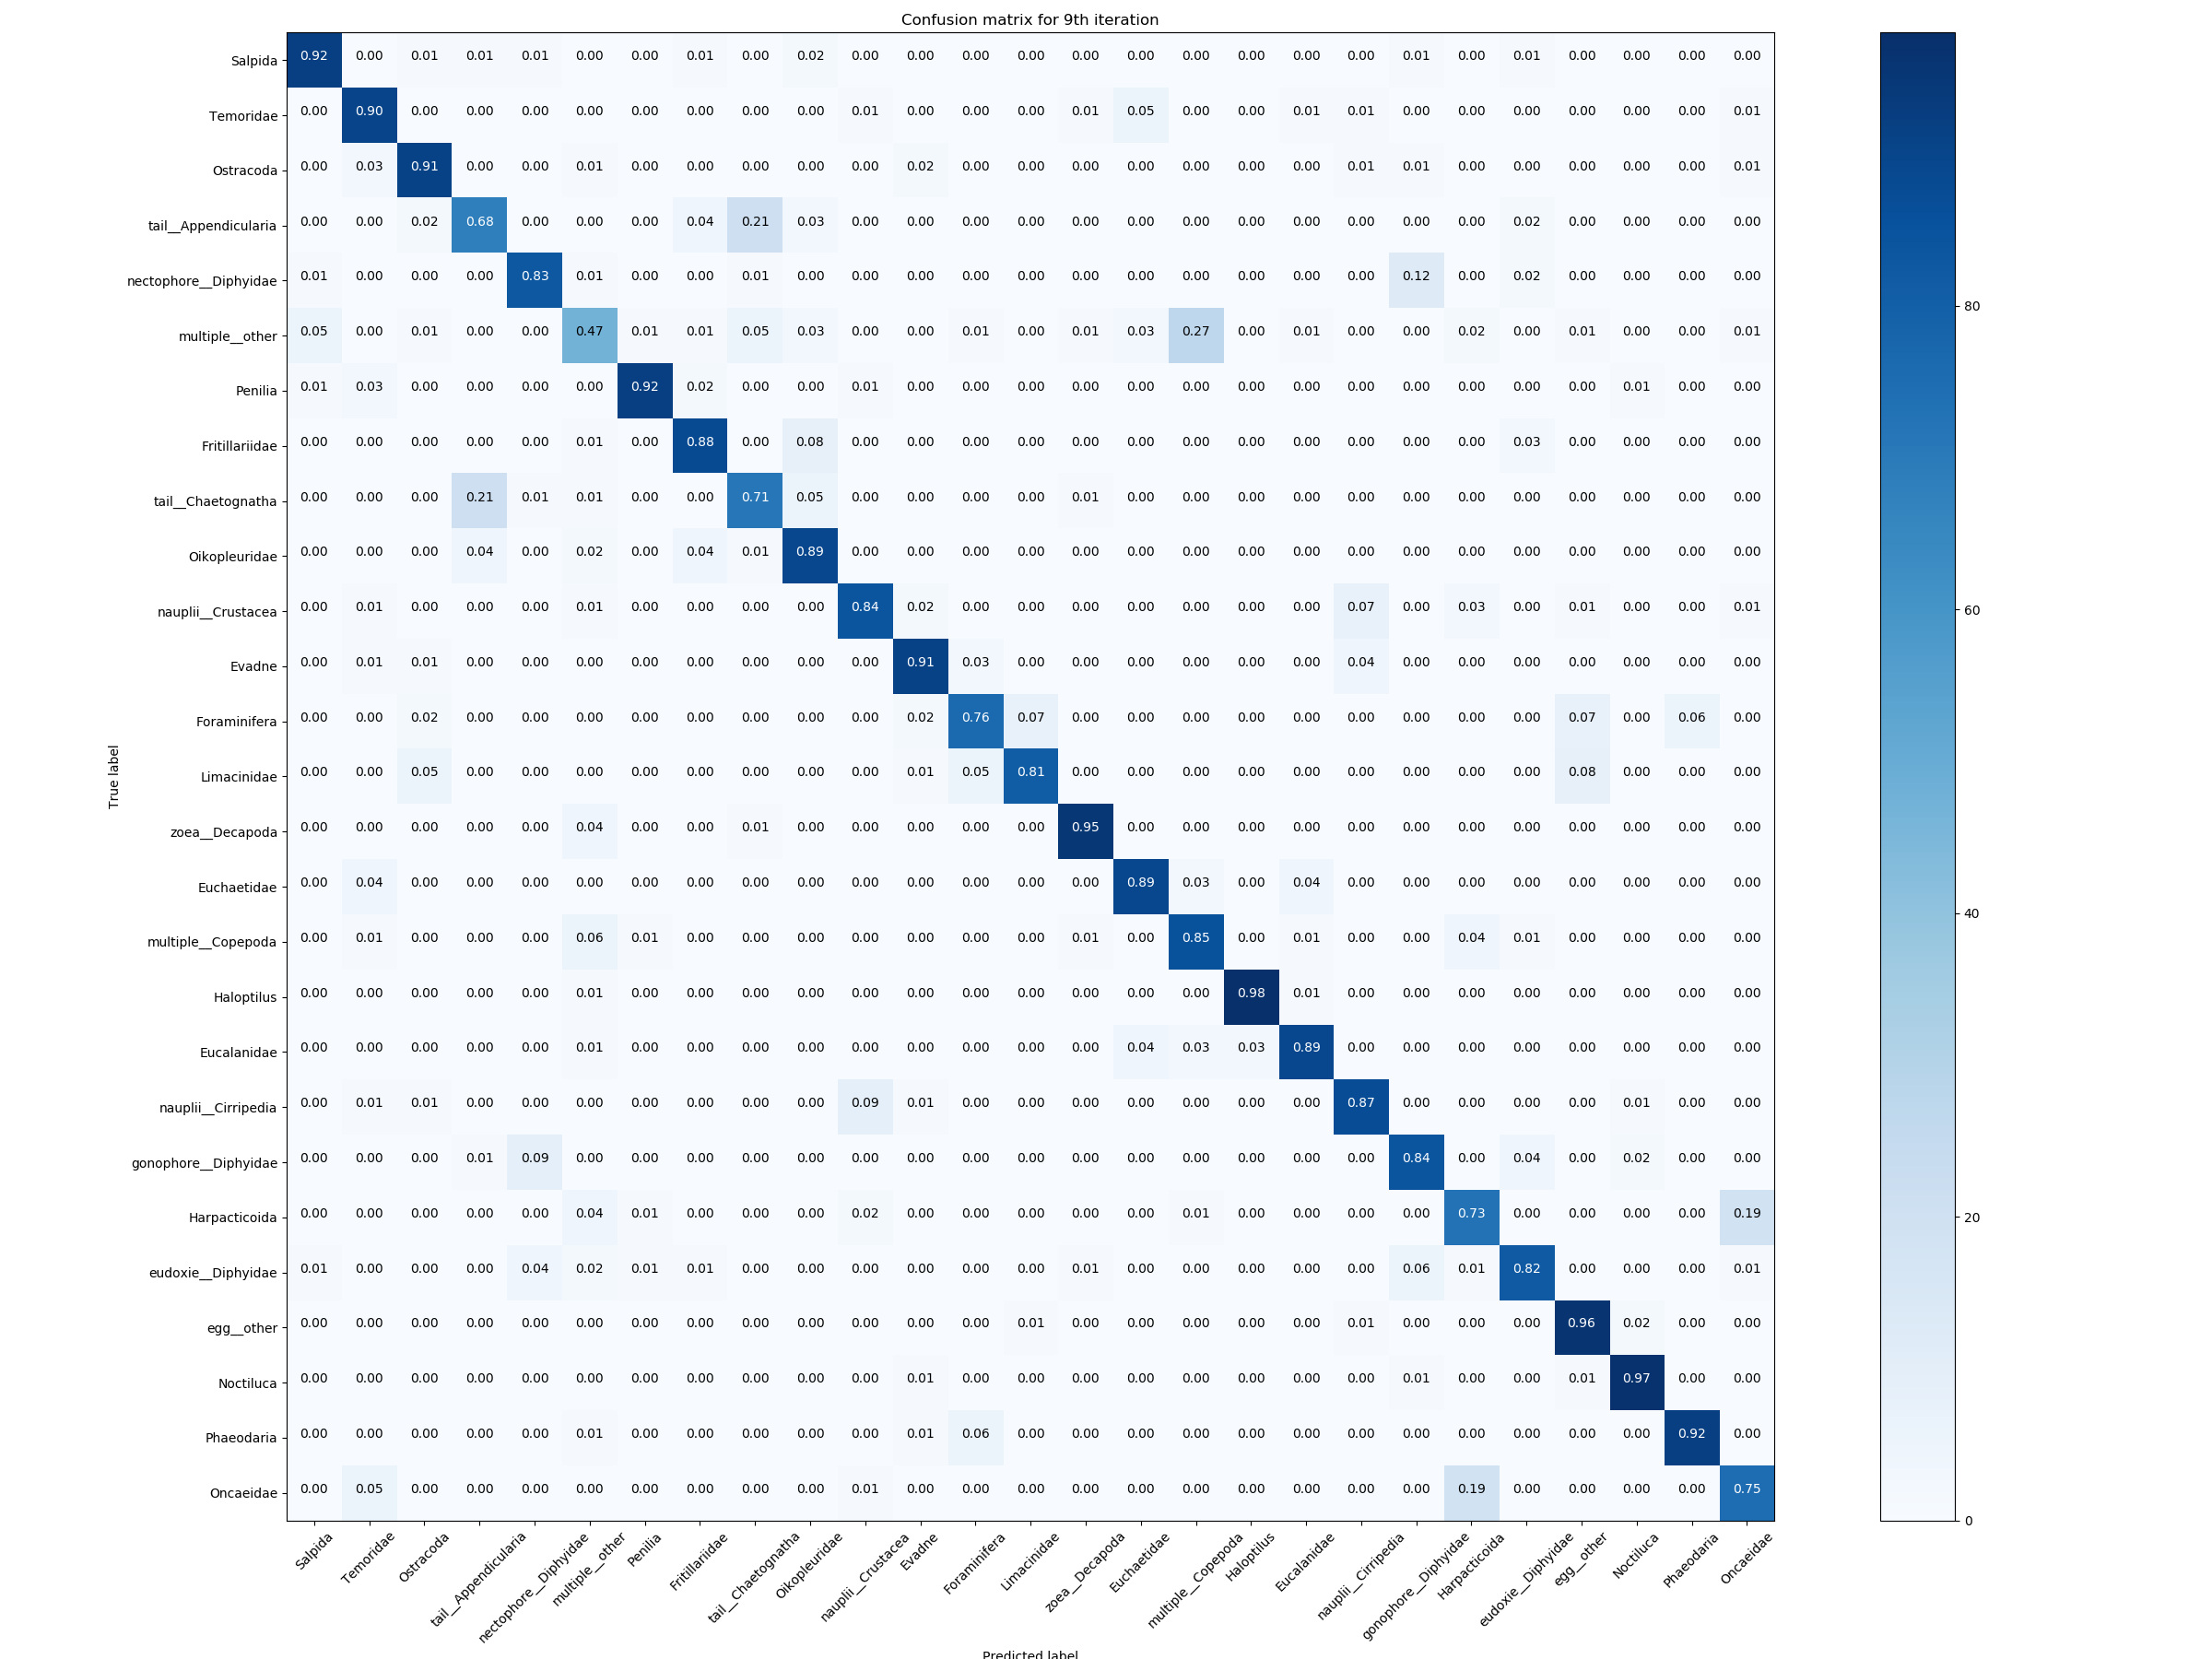 Confusion matrix for 9th iteration
Salpida 0.92 0.00 0.01 0.01 0.01 0.00 0.00 0.01 0.00 0.02 0.00 0.00 0.00 0.00 0.00 0.00 0.00 0.00 0.00 0.00 0.01 0.00 0.01 0.00 0.00 0.00 0.00
Temoridae 0.00 0.90 0.00 0.00 0.00 0.00 0.00 0.00 0.00 0.00 0.01 0.00 0.00 0.00 0.01 0.05 0.00 0.00 0.01 0.01 0.00 0.00 0.00 0.00 0.00 0.00 0.01
Ostracoda 0.00 0.03 0.91 0.00 0.00 0.01 0.00 0.00 0.00 0.00 0.00 0.02 0.00 0.00 0.00 0.00 0.00 0.00 0.00 0.01 0.01 0.00 0.00 0.00 0.00 0.00 0.01
tail__Appendicularia 0.00 0.00 0.02 0.68 0.00 0.00 0.00 0.04 0.21 0.03 0.00 0.00 0.00 0.00 0.00 0.00 0.00 0.00 0.00 0.00 0.00 0.00 0.02 0.00 0.00 0.00 0.00
nectophore__Diphyidae 0.01 0.00 0.00 0.00 0.83 0.01 0.00 0.01 0.00 0.00 0.00 0.00 0.00 0.00 0.00 0.00 0.00 0.00 0.00 0.00 0.12 0.00 0.02 0.00 0.00 0.00 0.00
multiple__other 0.05 0.00 0.01 0.00 0.00 0.47 0.01 0.01 0.05 0.03 0.00 0.00 0.01 0.00 0.01 0.03 0.27 0.00 0.01 0.00 0.00 0.02 0.00 0.01 0.00 0.00 0.01
Penilia 0.01 0.03 0.00 0.00 0.00 0.00 0.92 0.02 0.00 0.00 0.01 0.00 0.00 0.00 0.00 0.00 0.00 0.00 0.00 0.00 0.00 0.00 0.00 0.00 0.01 0.00 0.00
Fritillariidae 0.00 0.00 0.00 0.00 0.00 0.01 0.00 0.88 0.00 0.08 0.00 0.00 0.00 0.00 0.00 0.00 0.00 0.00 0.00 0.00 0.00 0.00 0.03 0.00 0.00 0.00 0.00
tail__Chaetognatha 0.00 0.00 0.00 0.21 0.01 0.01 0.00 0.00 0.71 0.05 0.00 0.00 0.00 0.00 0.01 0.00 0.00 0.00 0.00 0.00 0.00 0.00 0.00 0.00 0.00 0.00 0.00
Oikopleuridae 0.00 0.00 0.00 0.04 0.00 0.02 0.00 0.04 0.01 0.89 0.00 0.00 0.00 0.00 0.00 0.00 0.00 0.00 0.00 0.00 0.00 0.00 0.00 0.00 0.00 0.00 0.00
nauplii__Crustacea 0.00 0.01 0.00 0.00 0.00 0.01 0.00 0.00 0.00 0.00 0.84 0.02 0.00 0.00 0.00 0.00 0.00 0.00 0.00 0.07 0.00 0.03 0.00 0.01 0.00 0.00 0.01
Evadne 0.00 0.01 0.01 0.00 0.00 0.00 0.00 0.00 0.00 0.00 0.00 0.91 0.03 0.00 0.00 0.00 0.00 0.00 0.00 0.04 0.00 0.00 0.00 0.00 0.00 0.00 0.00
Foraminifera 0.00 0.00 0.02 0.00 0.00 0.00 0.00 0.00 0.00 0.00 0.00 0.02 0.76 0.07 0.00 0.00 0.00 0.00 0.00 0.00 0.00 0.00 0.00 0.07 0.00 0.06 0.00
Limacinidae 0.00 0.00 0.05 0.00 0.00 0.00 0.00 0.00 0.00 0.00 0.00 0.01 0.05 0.81 0.00 0.00 0.00 0.00 0.00 0.00 0.00 0.00 0.00 0.08 0.00 0.00 0.00
zoea__Decapoda 0.00 0.00 0.00 0.00 0.00 0.04 0.00 0.00 0.01 0.00 0.00 0.00 0.00 0.00 0.95 0.00 0.00 0.00 0.00 0.00 0.00 0.00 0.00 0.00 0.00 0.00 0.00
Euchaetidae 0.00 0.04 0.00 0.00 0.00 0.00 0.00 0.00 0.00 0.00 0.00 0.00 0.00 0.00 0.00 0.89 0.03 0.00 0.04 0.00 0.00 0.00 0.00 0.00 0.00 0.00 0.00
multiple__Copepoda 0.00 0.01 0.00 0.00 0.00 0.06 0.01 0.00 0.00 0.00 0.00 0.00 0.00 0.00 0.01 0.00 0.85 0.00 0.01 0.00 0.00 0.04 0.01 0.00 0.00 0.00 0.00
Haloptilus 0.00 0.00 0.00 0.00 0.00 0.01 0.00 0.00 0.00 0.00 0.00 0.00 0.00 0.00 0.00 0.00 0.00 0.98 0.01 0.00 0.00 0.00 0.00 0.00 0.00 0.00 0.00
Eucalanidae 0.00 0.00 0.00 0.00 0.00 0.01 0.00 0.00 0.00 0.00 0.00 0.00 0.00 0.00 0.00 0.04 0.03 0.03 0.89 0.00 0.00 0.00 0.00 0.00 0.00 0.00 0.00
nauplii__Cirripedia 0.00 0.01 0.01 0.00 0.00 0.00 0.00 0.00 0.00 0.00 0.09 0.01 0.00 0.00 0.00 0.00 0.00 0.00 0.00 0.87 0.00 0.00 0.00 0.00 0.01 0.00 0.00
gonophore__Diphyidae 0.00 0.00 0.00 0.01 0.09 0.00 0.00 0.00 0.00 0.00 0.00 0.00 0.00 0.00 0.00 0.00 0.00 0.00 0.00 0.00 0.84 0.00 0.04 0.00 0.02 0.00 0.00
Harpacticoida 0.00 0.00 0.00 0.00 0.00 0.04 0.01 0.00 0.00 0.00 0.02 0.00 0.00 0.00 0.00 0.00 0.01 0.00 0.00 0.00 0.00 0.73 0.00 0.00 0.00 0.00 0.19
eudoxie__Diphyidae 0.01 0.00 0.00 0.00 0.04 0.02 0.01 0.01 0.00 0.00 0.00 0.00 0.00 0.00 0.01 0.00 0.00 0.00 0.00 0.00 0.06 0.01 0.82 0.00 0.00 0.00 0.01
egg__other 0.00 0.00 0.00 0.00 0.00 0.00 0.00 0.00 0.00 0.00 0.00 0.00 0.00 0.01 0.00 0.00 0.00 0.00 0.00 0.01 0.00 0.00 0.00 0.96 0.02 0.00 0.00
Noctiluca 0.00 0.00 0.00 0.00 0.00 0.00 0.00 0.00 0.00 0.00 0.00 0.01 0.00 0.00 0.00 0.00 0.00 0.00 0.00 0.00 0.01 0.00 0.00 0.01 0.97 0.00 0.00
Phaeodaria 0.00 0.00 0.00 0.00 0.00 0.01 0.00 0.00 0.00 0.00 0.00 0.01 0.06 0.00 0.00 0.00 0.00 0.00 0.00 0.00 0.00 0.00 0.00 0.00 0.00 0.92 0.00
Oncaeidae 0.00 0.05 0.00 0.00 0.00 0.00 0.00 0.00 0.00 0.00 0.01 0.00 0.00 0.00 0.00 0.00 0.00 0.00 0.00 0.00 0.00 0.19 0.00 0.00 0.00 0.00 0.75
True label
Salpida
Temoridae
Ostracoda
tail__Appendicularia
nectophore__Diphyidae
multiple__other
Penilia
Fritillariidae
tail__Chaetognatha
Oikopleuridae
nauplii__Crustacea
Evadne
Foraminifera
Limacinidae
zoea__Decapoda
Euchaetidae
multiple__Copepoda
Haloptilus
Eucalanidae
nauplii__Cirripedia
gonophore__Diphyidae
Harpacticoida
eudoxie__Diphyidae
egg__other
Noctiluca
Phaeodaria
Oncaeidae
Predicted label
80
60
40
20
0